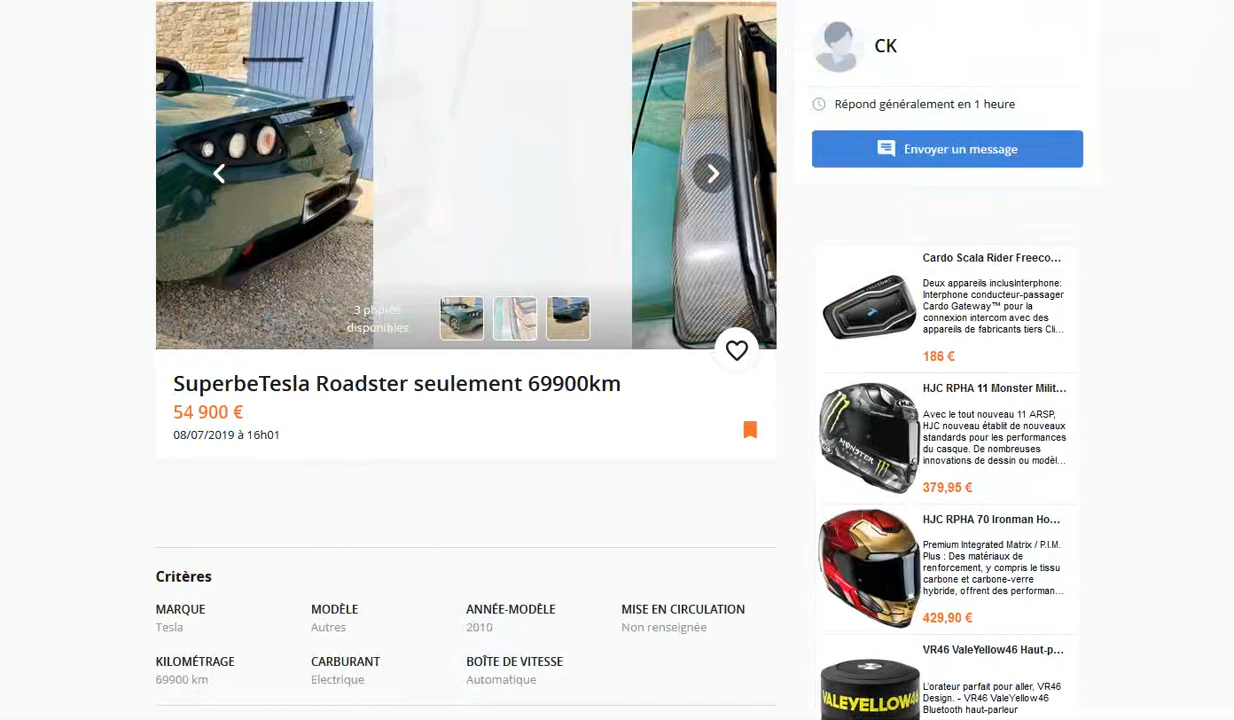 CK
Répond généralement en 1 heure
Envoyer un message
3 photos
disponibles
SuperbeTesla Roadster seulement 69900km
54 900 €
08/07/2019 à 16h01
Critères
MARQUE
Tesla
MODÈLE
Autres
ANNÉE-MODÈLE
2010
MISE EN CIRCULATION
Non renseignée
KILOMÉTRAGE
69900 km
CARBURANT
Electrique
BOÎTE DE VITESSE
Automatique
Cardo Scala Rider Freeco...
Deux appareils inclusInterphone:
Interphone conducteur-passager
Cardo Gateway™ pour la
connexion intercom avec des
appareils de fabricants tiers Cli...
186 €
HJC RPHA 11 Monster Milit...
Avec le tout nouveau 11 ARSP,
HJC nouveau établit de nouveaux
standards pour les performances
du casque. De nombreuses
innovations de dessin ou modèl...
379,95 €
MONSTER
HJC RPHA 70 Ironman Ho...
Premium Integrated Matrix / P.I.M.
Plus : Des matériaux de
renforcement, y compris le tissu
carbone et carbone-verre
hybride, offrent des performan...
429,90 €
VR46 ValeYellow46 Haut-p...
L'orateur parfait pour aller, VR46
Design. - VR46 ValeYellow46
Bluetooth haut-parleur
VALEYELLOW46